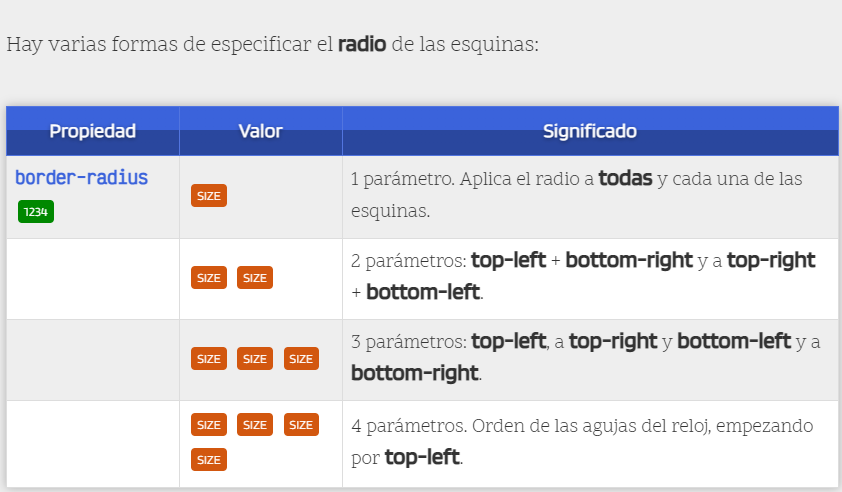 Hay varias formas de especificar el radio de las esquinas:
Propiedad Valor Significado
border-radius
1234
SIZE
1 parámetro. Aplica el radio a todas y cada una de las
esquinas.
SIZE SIZE
2 parámetros: top-left + bottom-right y a top-right
+ bottom-left.
SIZE SIZE SIZE
3 parámetros: top-left, a top-right y bottom-left y a
bottom-right.
SIZE SIZE SIZE
SIZE
4 parámetros. Orden de las agujas del reloj, empezando
por top-left.